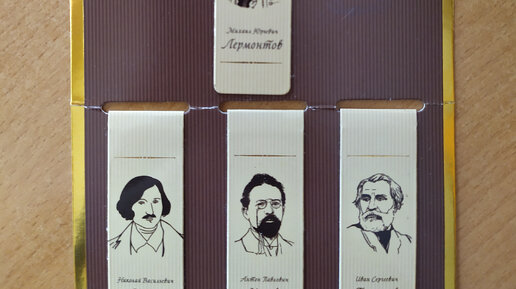 Михаил Юрьевич
Лермонтов
Николай Васильевич
Антон Павлович
Иван Сергеевич